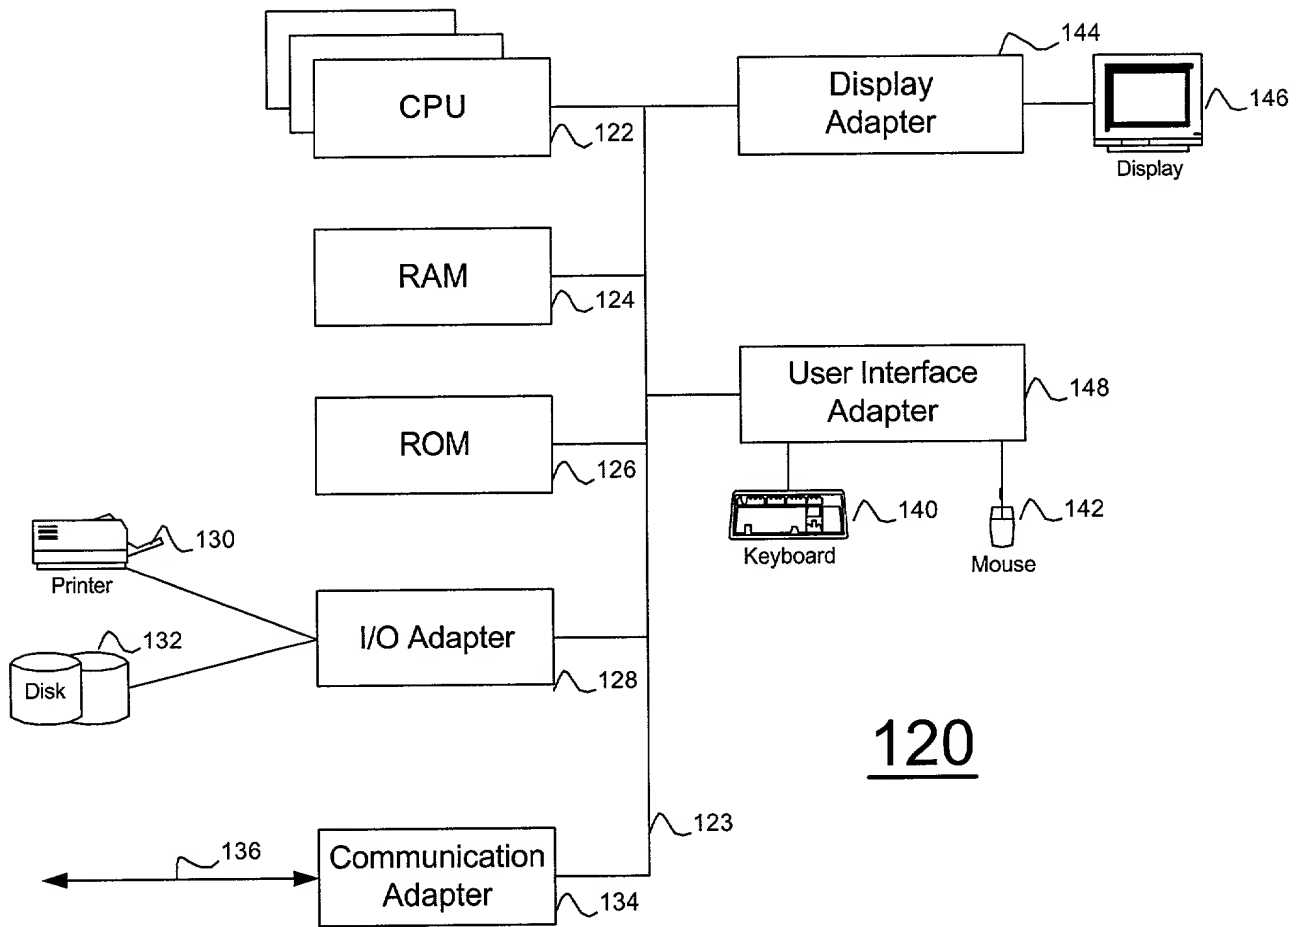 144
CPU
122
Display
Adapter
146
Display
RAM
124
User Interface
Adapter
148
ROM
126
140
Keyboard
142
Mouse
130
Printer
I/O Adapter
128
132
Disk
120
123
136
Communication
Adapter
134